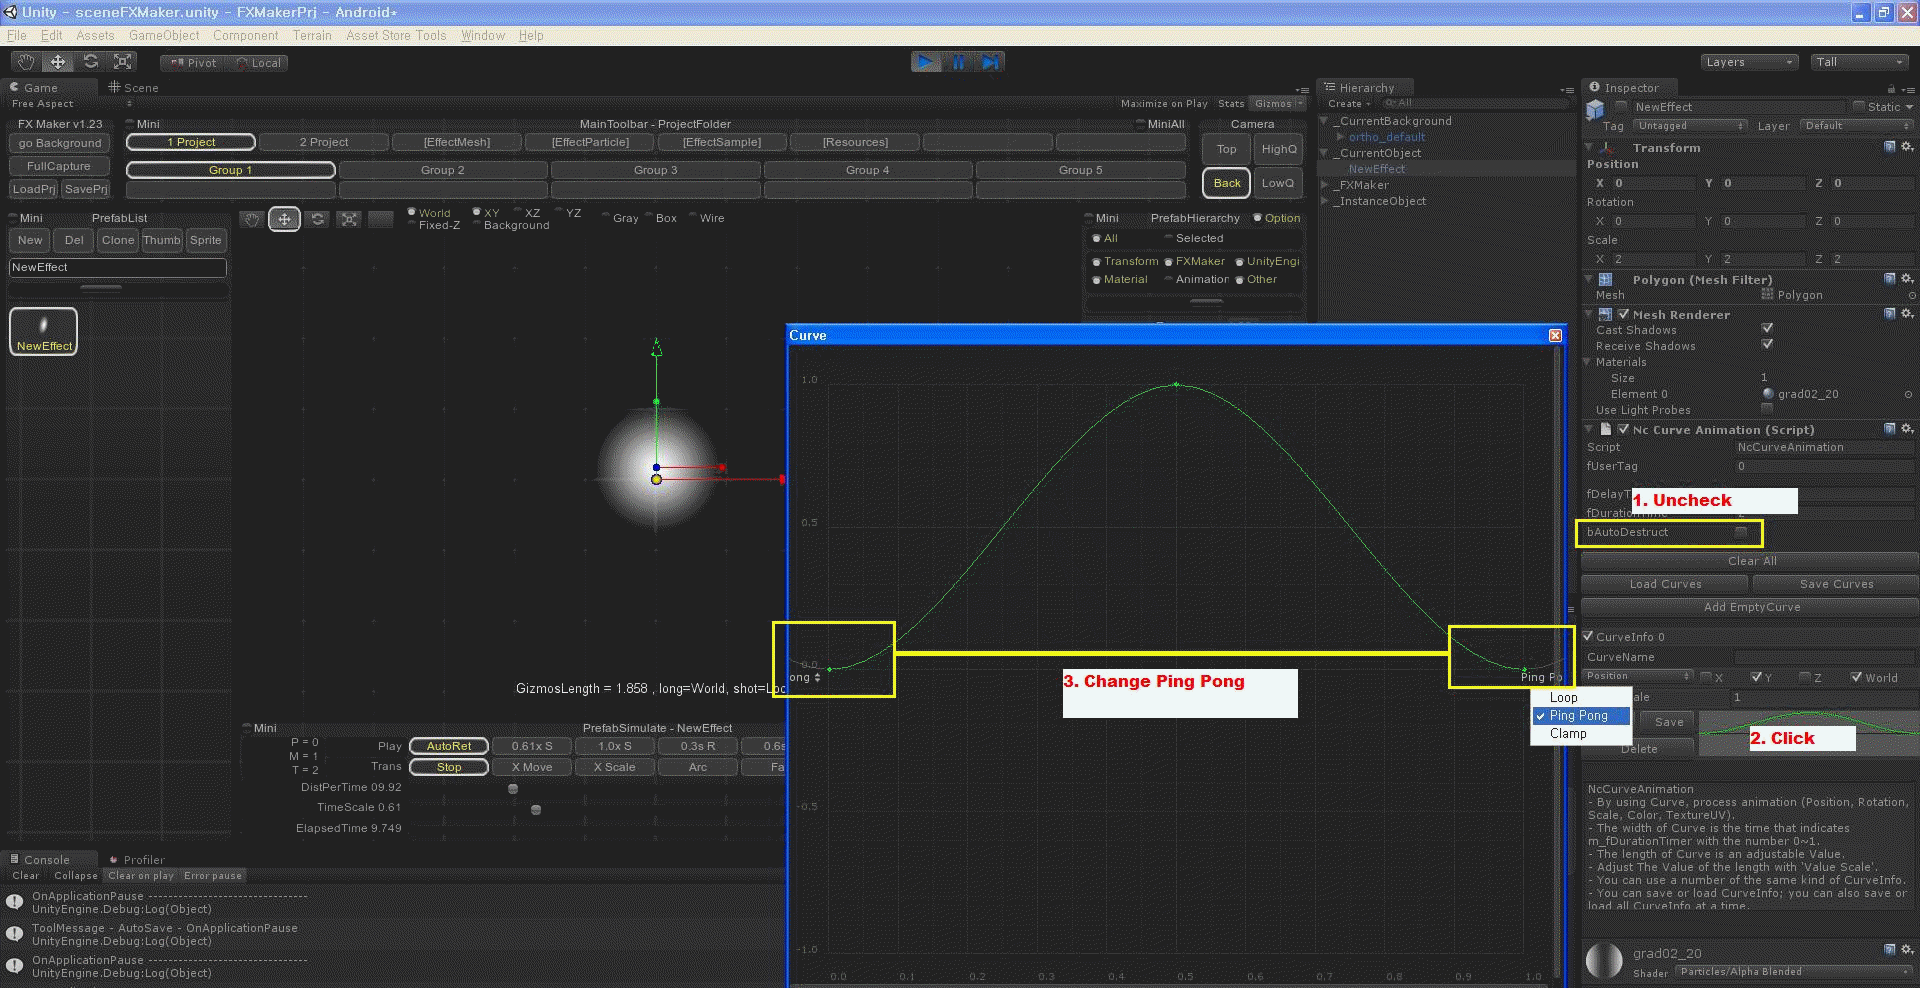 Unity - sceneFXMaker.unity - FXMakerPrj - Android*
File Edit Assets GameObject Component Terrain Asset Store Tools Window Help
Pivot Local
Layers Tall
Game Scene
Free Aspect
Maximize on Play Stats Gizmos
FX Maker v1.23
go Background
FullCapture
LoadPrj SavePrj
Mini MainToolbar - ProjectFolder MiniAll
1 Project 2 Project [EffectMesh] [EffectParticle] [EffectSample] [Resources]
Group 1 Group 2 Group 3 Group 4 Group 5
Camera
Top HighQ
Back LowQ
Mini PrefabList
New Del Clone Thumb Sprite
NewEffect
NewEffect
World XY XZ YZ Gray Box Wire
Fixed-Z Background
Mini PrefabHierarchy Option
All Selected
Transform FXMaker UnityEngi
Material Animation Other
GizmosLength = 1.858 , long=World, shot=Loc
Mini PrefabSimulate - NewEffect
P = 0
M = 1
T = 2
Play AutoRet 0.61x S 1.0x S 0.3s R 0.6s
Trans Stop X Move X Scale Arc Fa
DistPerTime 09.92
TimeScale 0.61
ElapsedTime 9.749
Console Profiler
Clear Collapse Clear on play Error pause
OnApplicationPause --------------------------------
UnityEngine.Debug:Log(Object)
ToolMessage - AutoSave - OnApplicationPause
UnityEngine.Debug:Log(Object)
OnApplicationPause --------------------------------
UnityEngine.Debug:Log(Object)
Hierarchy
Create All
_CurrentBackground
ortho_default
_CurrentObject
NewEffect
_FXMaker
_InstanceObject
Curve
1.0
0.5
0.0
ong
Ping Po
3. Change Ping Pong
Loop
Ping Pong
Clamp
-0.5
-1.0
0.0 0.1 0.2 0.3 0.4 0.5 0.6 0.7 0.8 0.9 1.0
Inspector
NewEffect Static
Tag Untagged Layer Default
Transform
Position
X 0 Y 0 Z 0
Rotation
X 0 Y 0 Z 0
Scale
X 2 Y 2 Z 2
Polygon (Mesh Filter)
Mesh Polygon
Mesh Renderer
Cast Shadows
Receive Shadows
Materials
Size 1
Element 0 grad02_20
Use Light Probes
Nc Curve Animation (Script)
Script NcCurveAnimation
fUserTag 0
fDelayT
1. Uncheck
fDurationTime 2
bAutoDestruct
Clear All
Load Curves Save Curves
Add EmptyCurve
CurveInfo 0
CurveName
Position X Y Z World
ale 1
Save
Delete
2. Click
NcCurveAnimation
- By using Curve, process animation (Position, Rotation,
Scale, Color, TextureUV).
- The width of Curve is the time that indicates
m_fDurationTimer with the number 0~1.
- The length of Curve is an adjustable Value.
- Adjust The Value of the length with 'Value Scale'.
- You can use a number of the same kind of CurveInfo.
- You can save or load CurveInfo; you can also save or
load all CurveInfo at a time.
grad02_20
Shader Particles/Alpha Blended